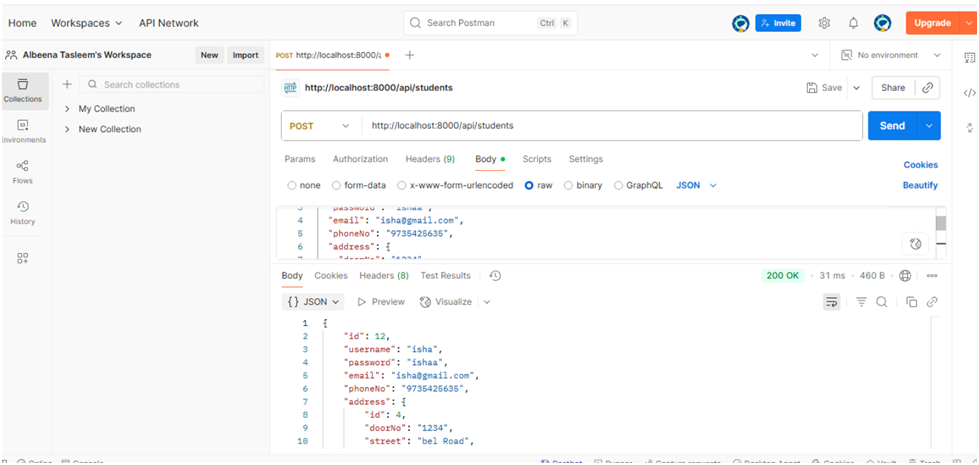 Home Workspaces API Network Search Postman Ctrl K Invite Upgrade
Albeena Tasleem's Workspace New Import POST http://localhost:8000/a No environment
Collections Search collections http://localhost:8000/api/students Save Share
My Collection
New Collection
POST http://localhost:8000/api/students Send
Environments
Flows
History
Params Authorization Headers (9) Body Scripts Settings Cookies
none form-data x-www-form-urlencoded raw binary GraphQL JSON Beautify
3 "password": "ishaa",
4 "email": "isha@gmail.com",
5 "phoneNo": "9735425635",
6 "address": {
7 "doorNo": "1234",
Body Cookies Headers (8) Test Results 200 OK 31 ms 460 B
{} JSON Preview Visualize
1 {
2 "id": 12,
3 "username": "isha",
4 "password": "ishaa",
5 "email": "isha@gmail.com",
6 "phoneNo": "9735425635",
7 "address": {
8 "id": 4,
9 "doorNo": "1234",
10 "street": "bel Road",
Online Console Postbot Runner Capture requests Desktop Agent Cookies Vault Trash